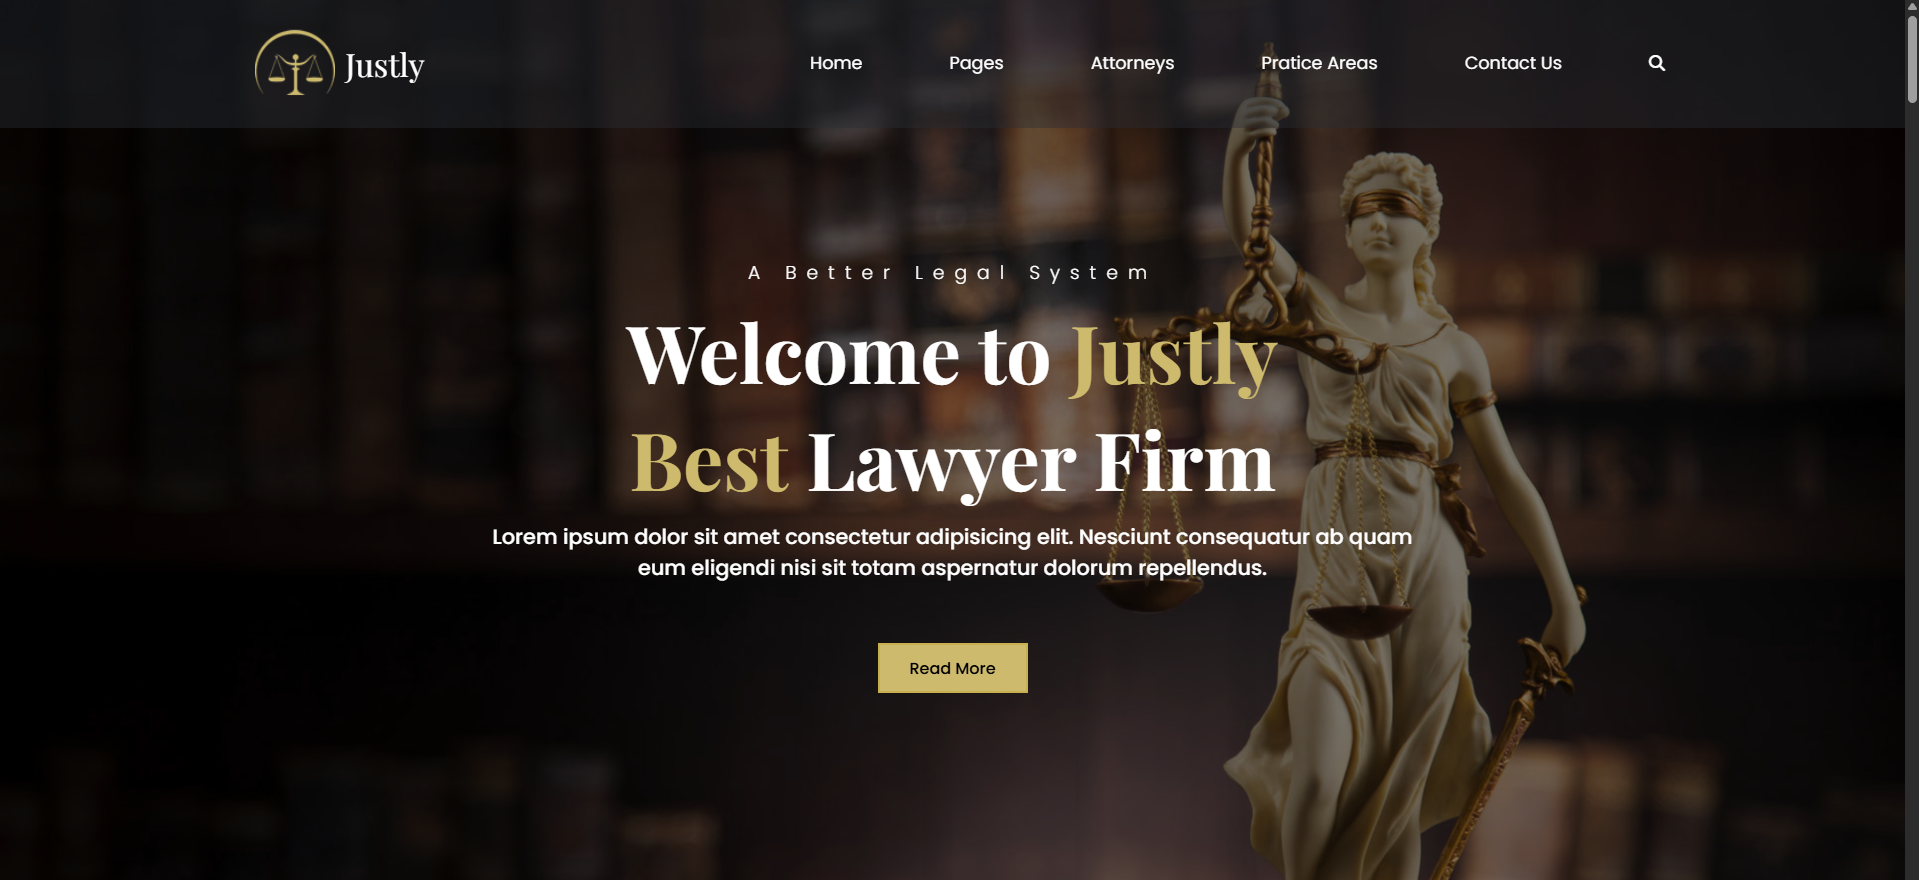 Justly
Home Pages Attorneys Pratice Areas Contact Us
A Better Legal System
Welcome to Justly
Best Lawyer Firm
Lorem ipsum dolor sit amet consectetur adipisicing elit. Nesciunt consequatur ab quam
eum eligendi nisi sit totam aspernatur dolorum repellendus.
Read More